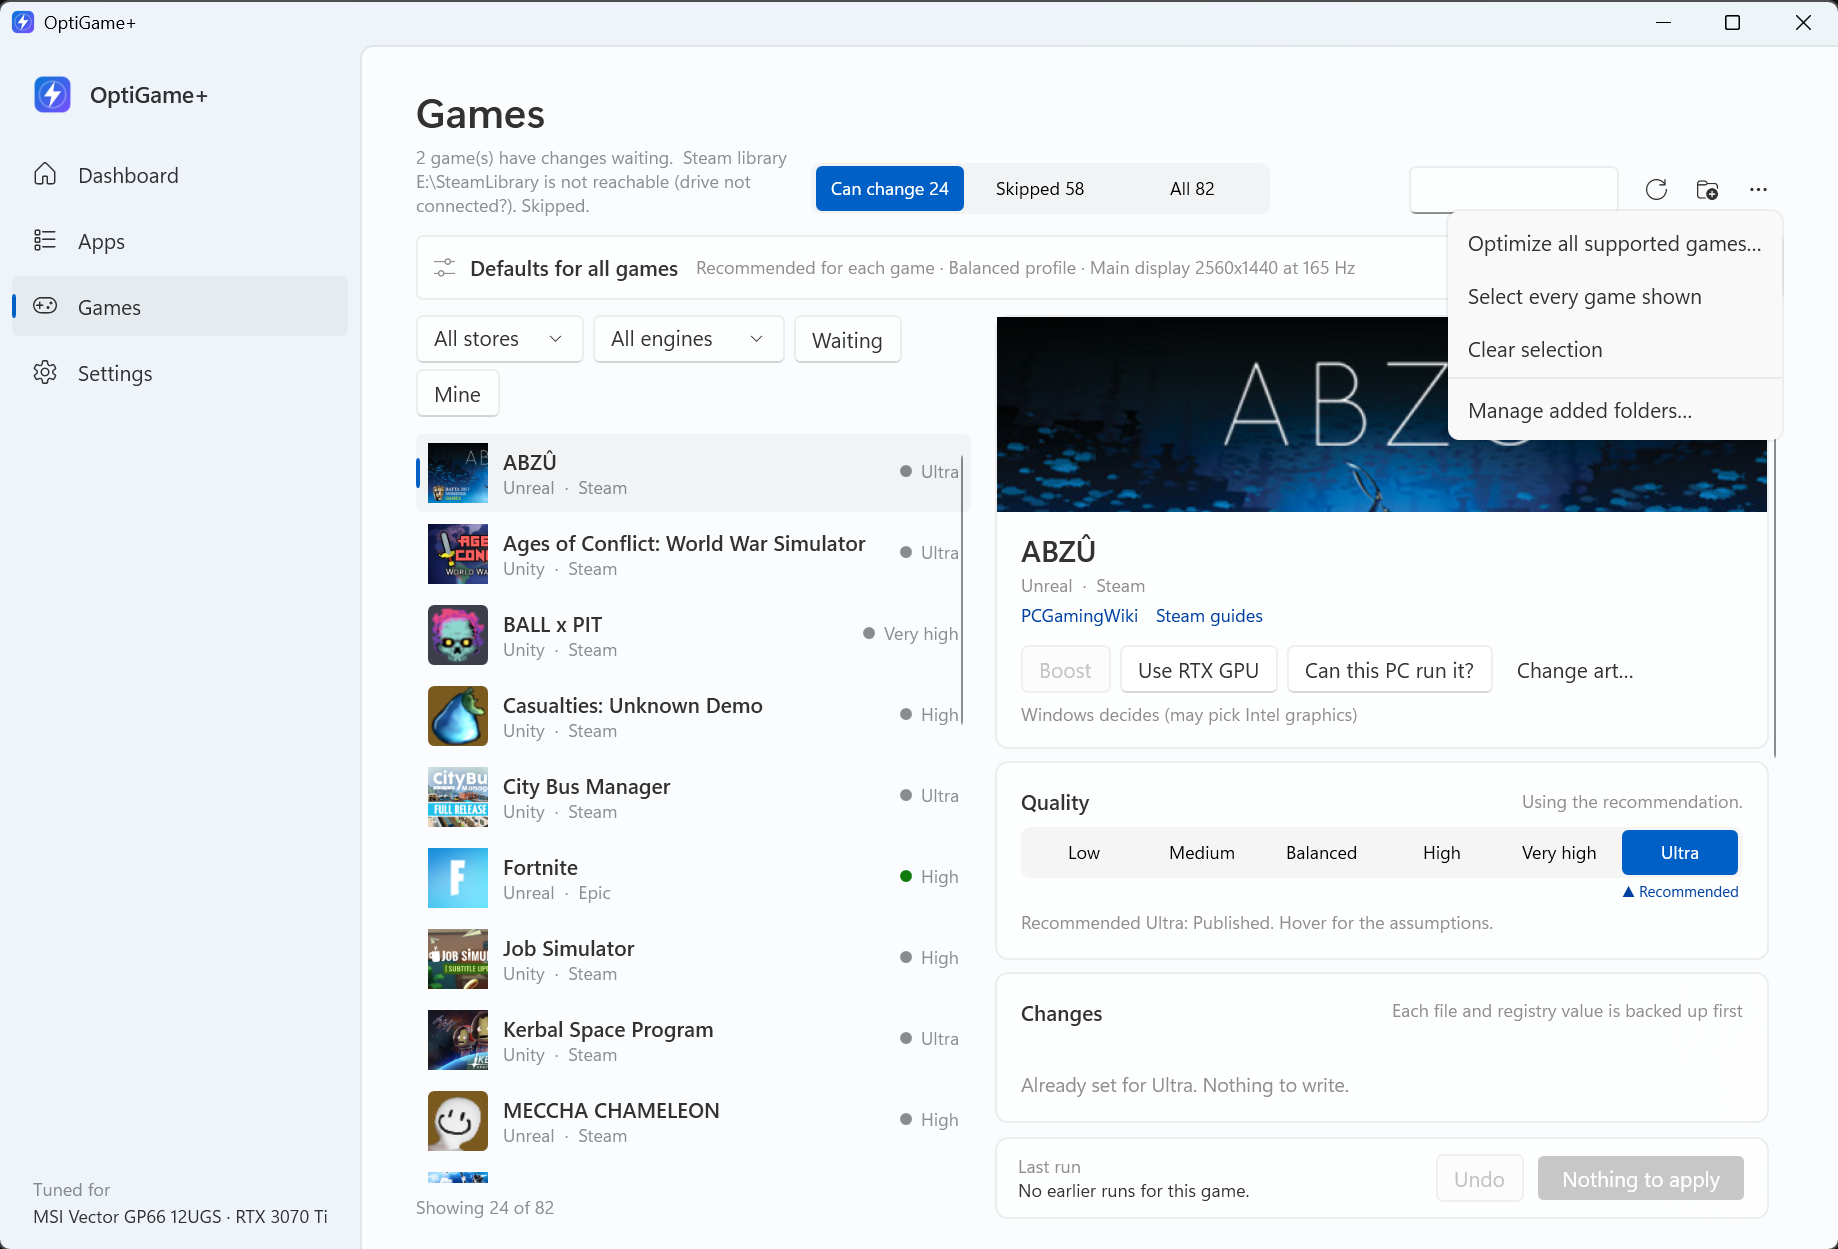 OptiGame+
OptiGame+
Dashboard
Apps
Games
Settings
Tuned for
MSI Vector GP66 12UGS · RTX 3070 Ti
Games
2 game(s) have changes waiting.  Steam library
E:\SteamLibrary is not reachable (drive not
connected?). Skipped.
Can change 24
Skipped 58
All 82
Optimize all supported games...
Select every game shown
Clear selection
Manage added folders...
Defaults for all games
Recommended for each game · Balanced profile · Main display 2560x1440 at 165 Hz
All stores
All engines
Waiting
Mine
ABZÛ
Unreal · Steam
Ultra
Ages of Conflict: World War Simulator
Unity · Steam
Ultra
BALL x PIT
Unity · Steam
Very high
Casualties: Unknown Demo
Unity · Steam
High
City Bus Manager
Unity · Steam
Ultra
Fortnite
Unreal · Epic
High
Job Simulator
Unity · Steam
High
Kerbal Space Program
Unity · Steam
Ultra
MECCHA CHAMELEON
Unreal · Steam
High
Showing 24 of 82
ABZ
ABZÛ
Unreal · Steam
PCGamingWiki
Steam guides
Boost
Use RTX GPU
Can this PC run it?
Change art...
Windows decides (may pick Intel graphics)
Quality
Using the recommendation.
Low
Medium
Balanced
High
Very high
Ultra
▲ Recommended
Recommended Ultra: Published. Hover for the assumptions.
Changes
Each file and registry value is backed up first
Already set for Ultra. Nothing to write.
Last run
No earlier runs for this game.
Undo
Nothing to apply